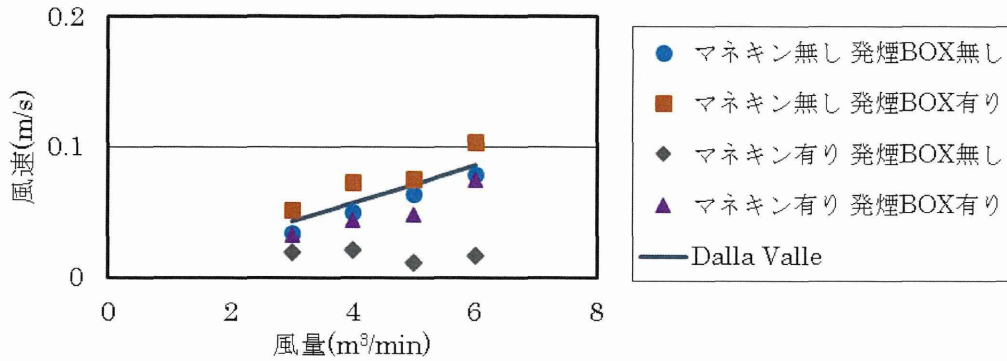 0.2
0.1
0
風速(m/s)
0 2 4 6 8
風量(m³/min)
マネキン無し 発煙BOX無し
マネキン無し 発煙BOX有り
マネキン有り 発煙BOX無し
マネキン有り 発煙BOX有り
Dalla Valle